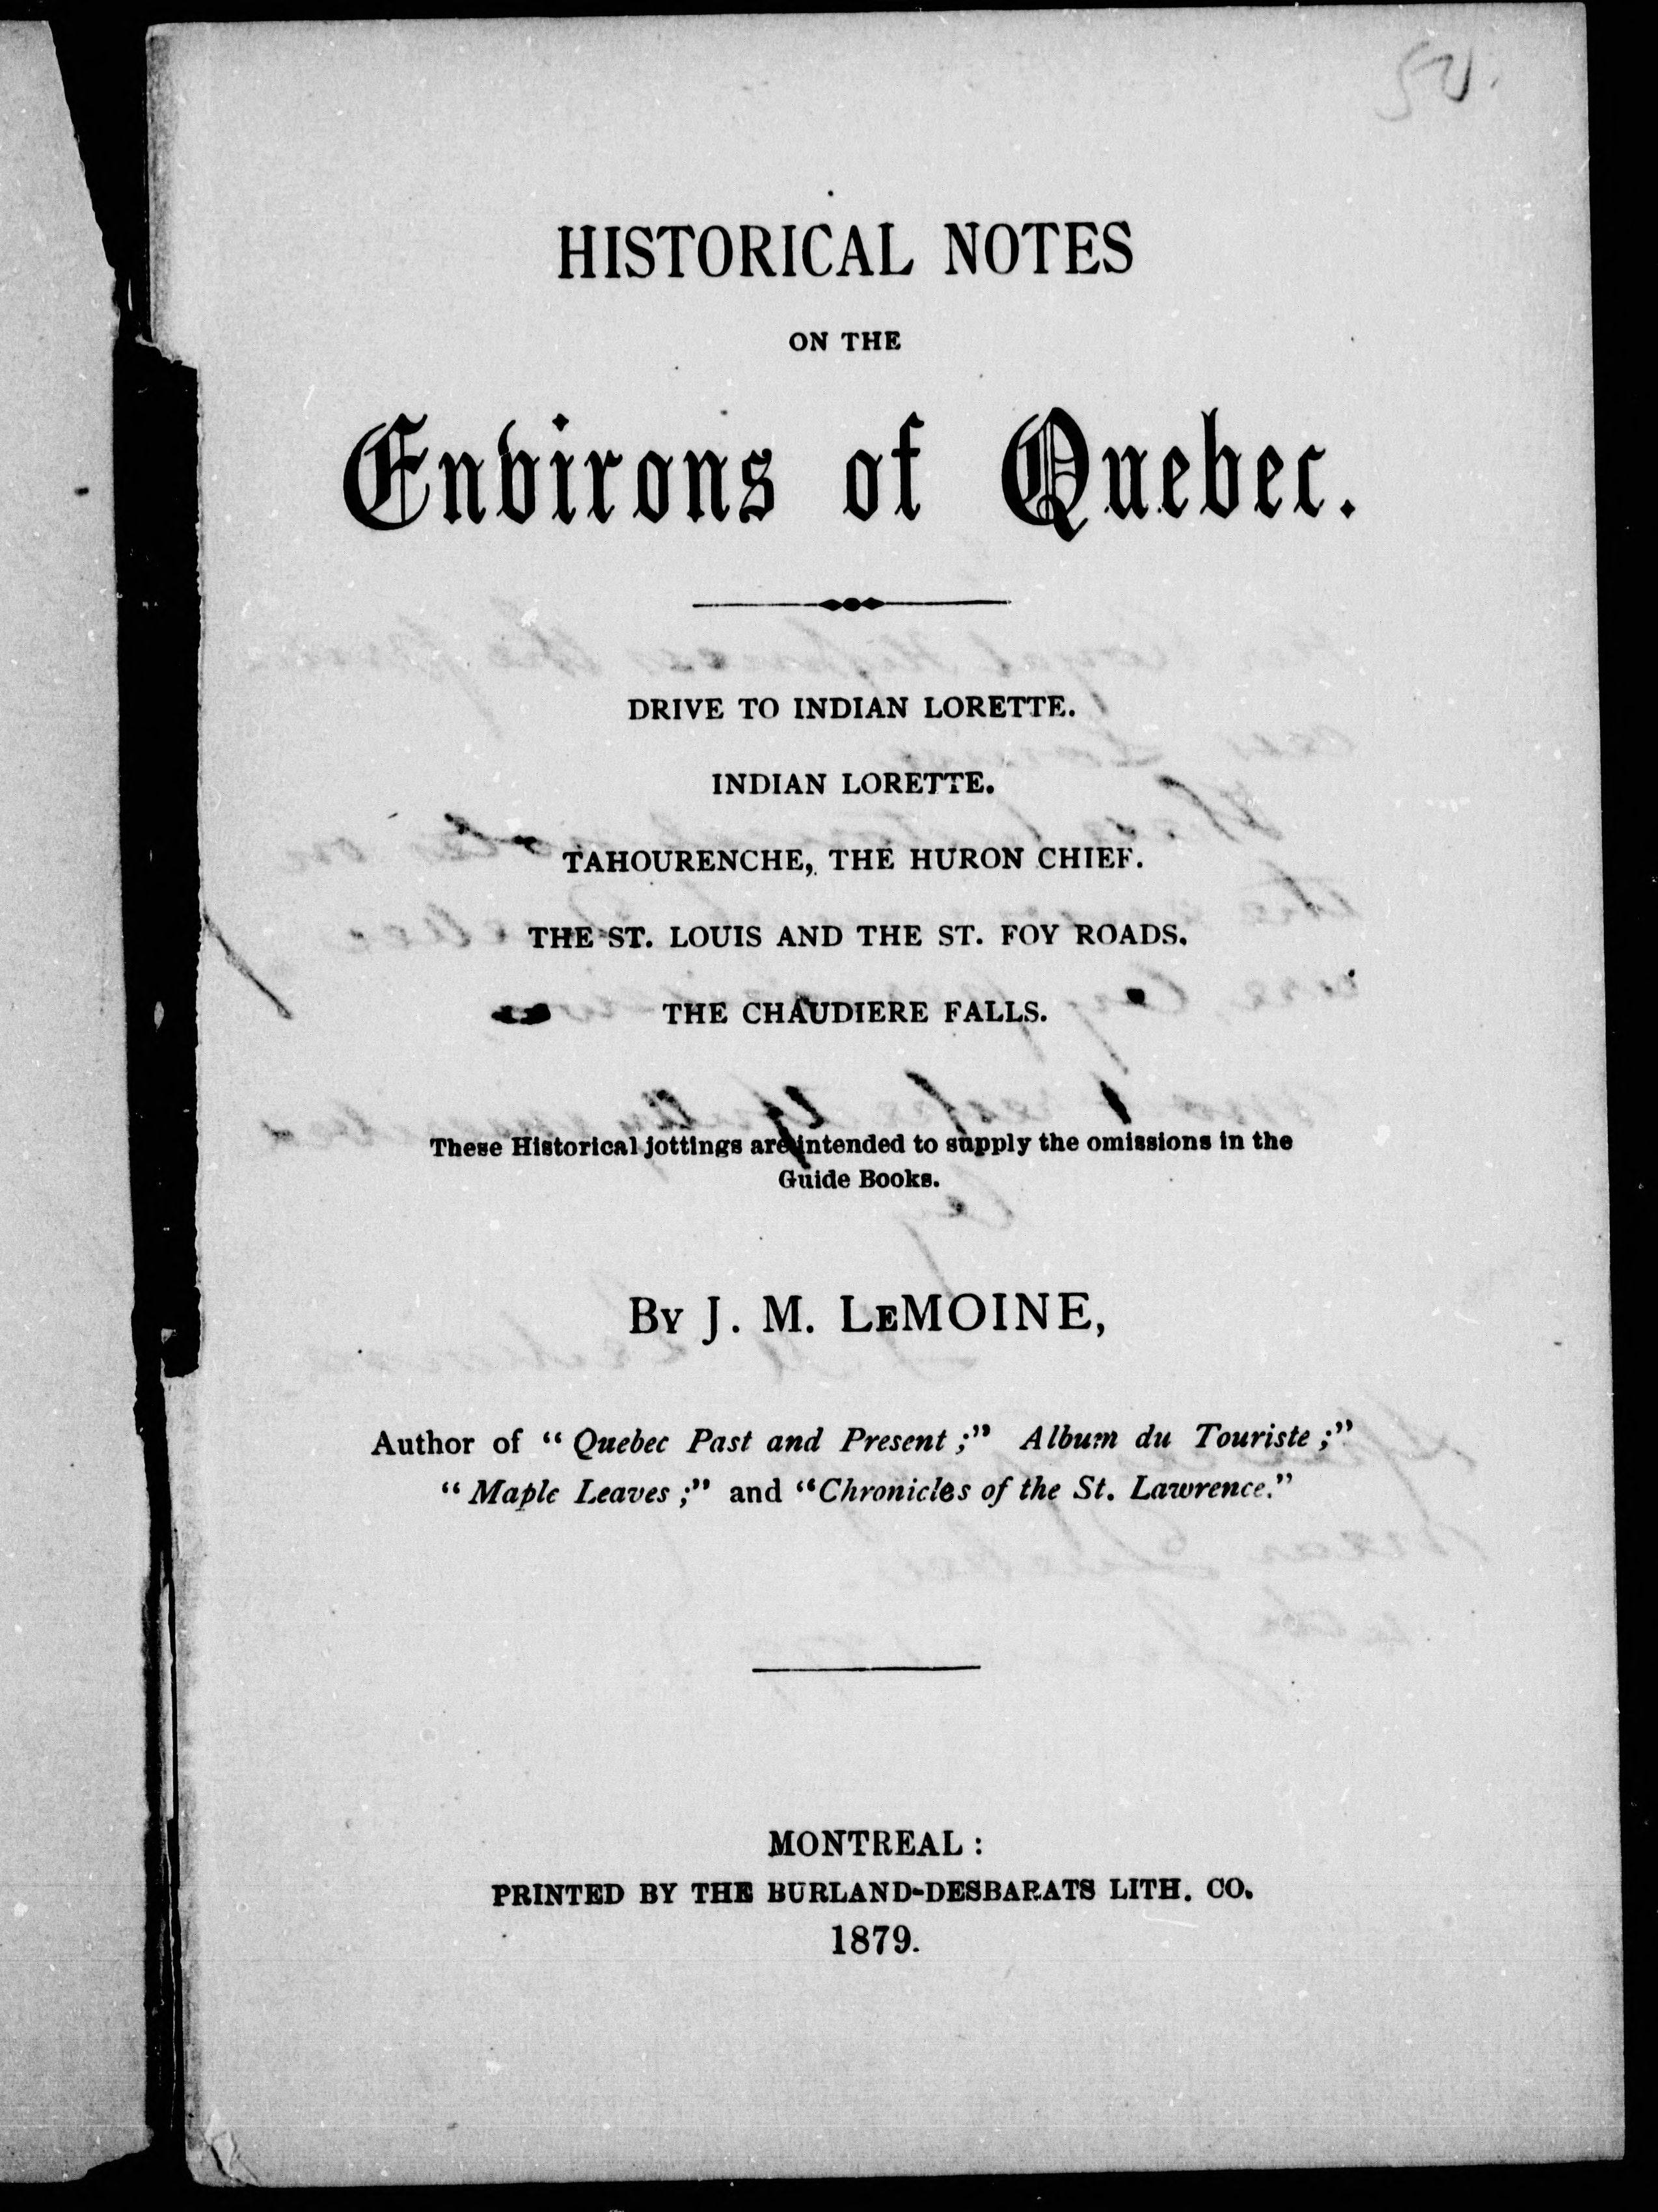 HISTORICAL NOTES
ON THE
Environs of Quebec.
DRIVE TO INDIAN LORETTE.
INDIAN LORETTE.
TAHOURENCHE, THE HURON CHIEF.
THE ST. LOUIS AND THE ST. FOY ROADS.
THE CHAUDIERE FALLS.
These Historical jottings are intended to supply the omissions in the
Guide Books.
By J. M. LeMOINE,
Author of "Quebec Past and Present;" Album du Touriste;"
"Maple Leaves;" and "Chronicles of the St. Lawrence."
MONTREAL:
PRINTED BY THE BURLAND-DESBARATS LITH. CO.
1879.